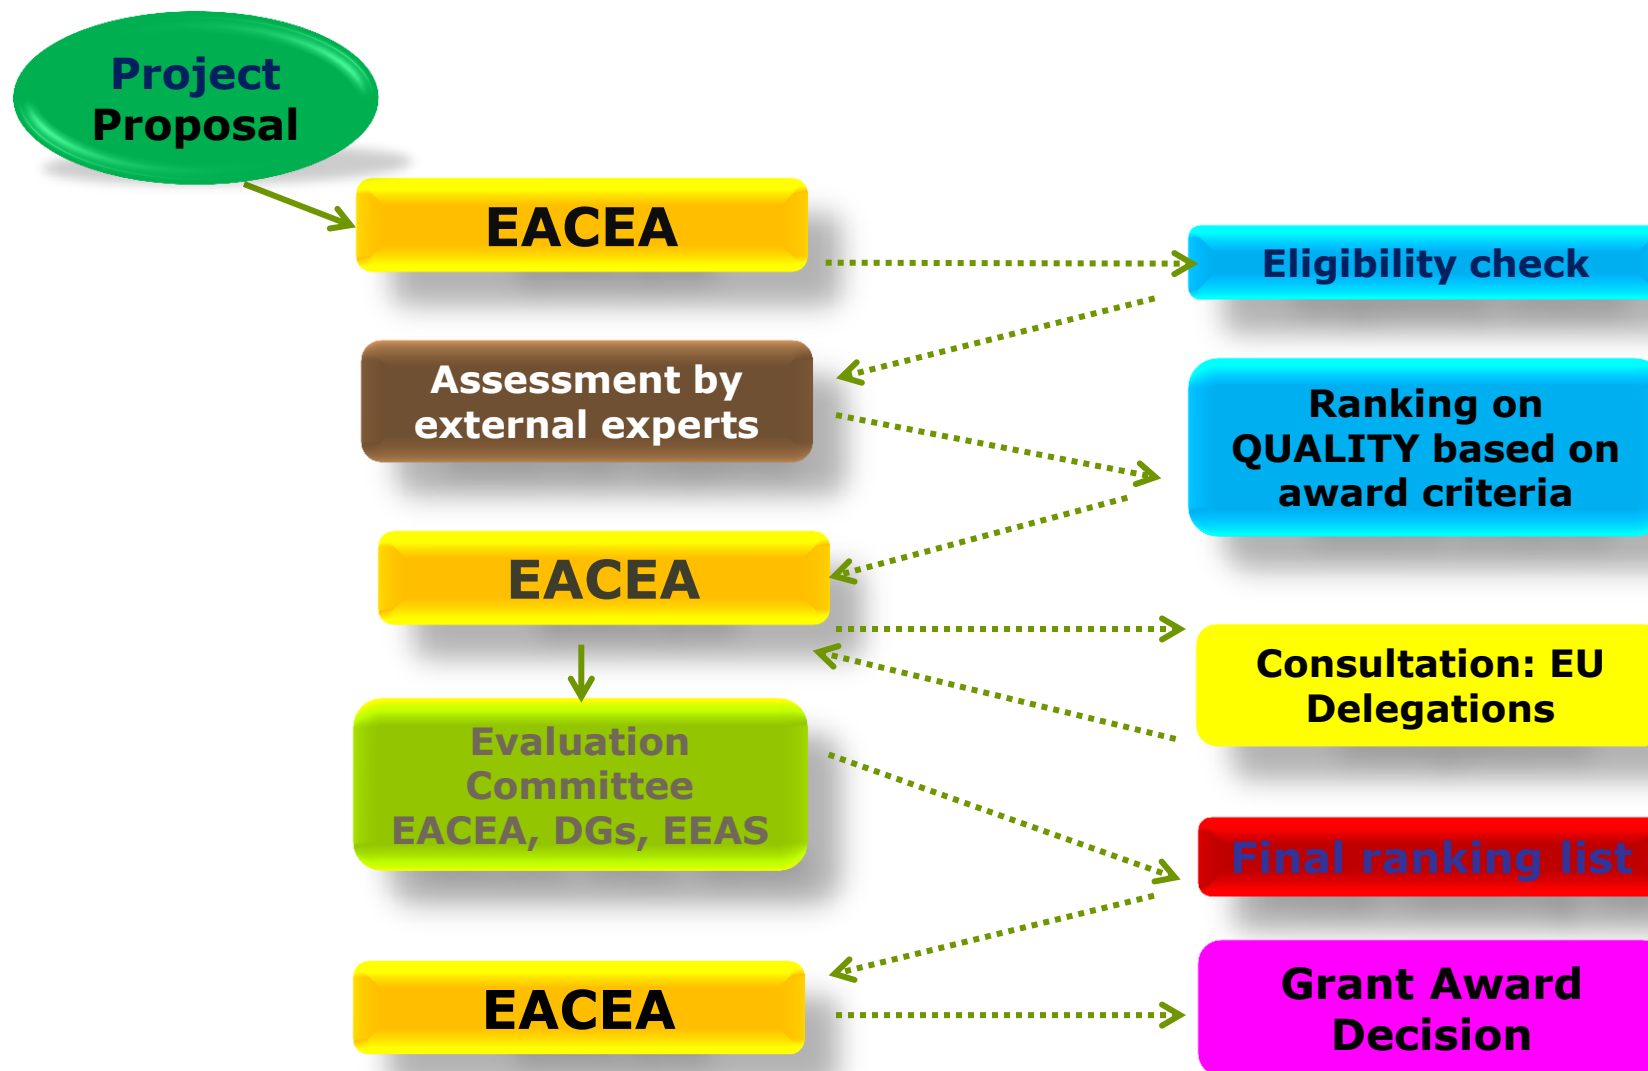 Project
Proposal
EACEA
Eligibility check
Assessment by
external experts
Ranking on
QUALITY based on
award criteria
EACEA
Consultation: EU
Delegations
Evaluation
Committee
EACEA, DGs, EEAS
Final ranking list
EACEA
Grant Award
Decision